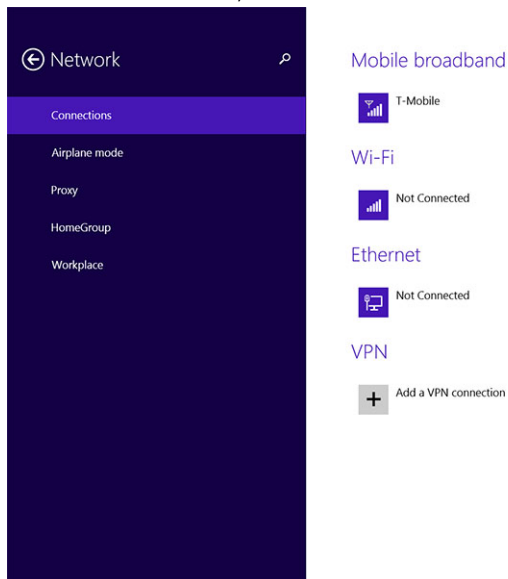 Network
Connections
Airplane mode
Proxy
HomeGroup
Workplace
Mobile broadband
T-Mobile
Wi-Fi
Not Connected
Ethernet
Not Connected
VPN
Add a VPN connection